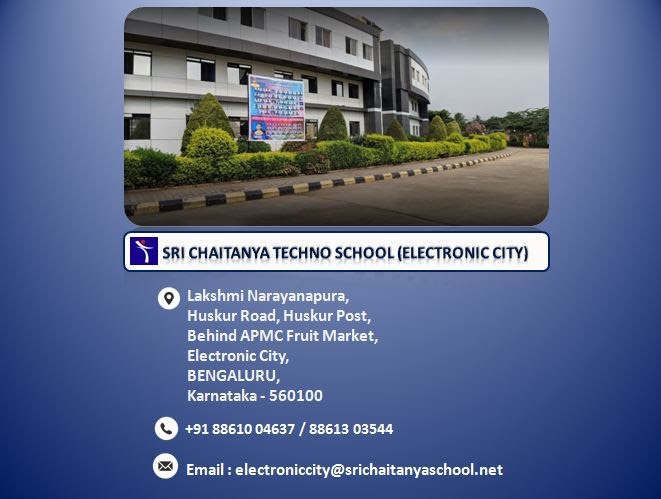 SRI CHAITANYA TECHNO SCHOOL (ELECTRONIC CITY)
Lakshmi Narayanapura,
Huskur Road, Huskur Post,
Behind APMC Fruit Market,
Electronic City,
BENGALURU,
Karnataka - 560100
+91 88610 04637 / 88613 03544
Email : electroniccity@srichaitanyaschool.net